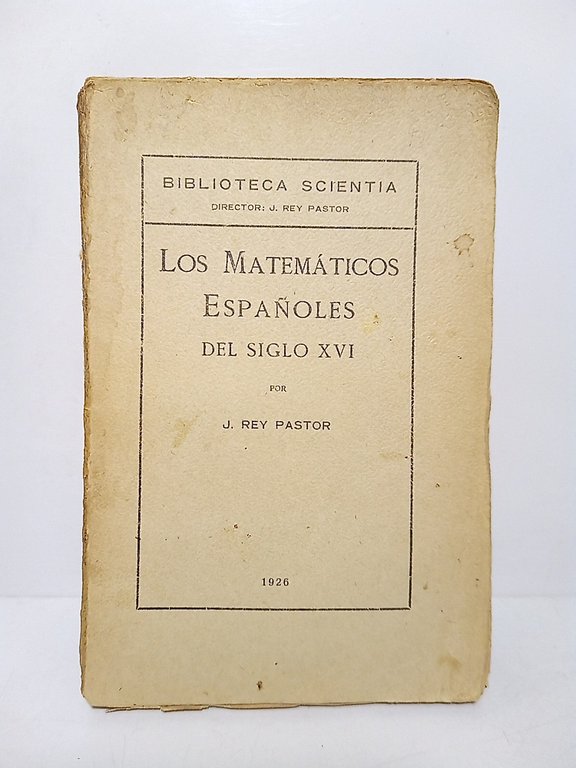 BIBLIOTECA SCIENTIA
DIRECTOR: J. REY PASTOR
LOS MATEMÁTICOS
ESPAÑOLES
DEL SIGLO XVI
POR
J. REY PASTOR
1926